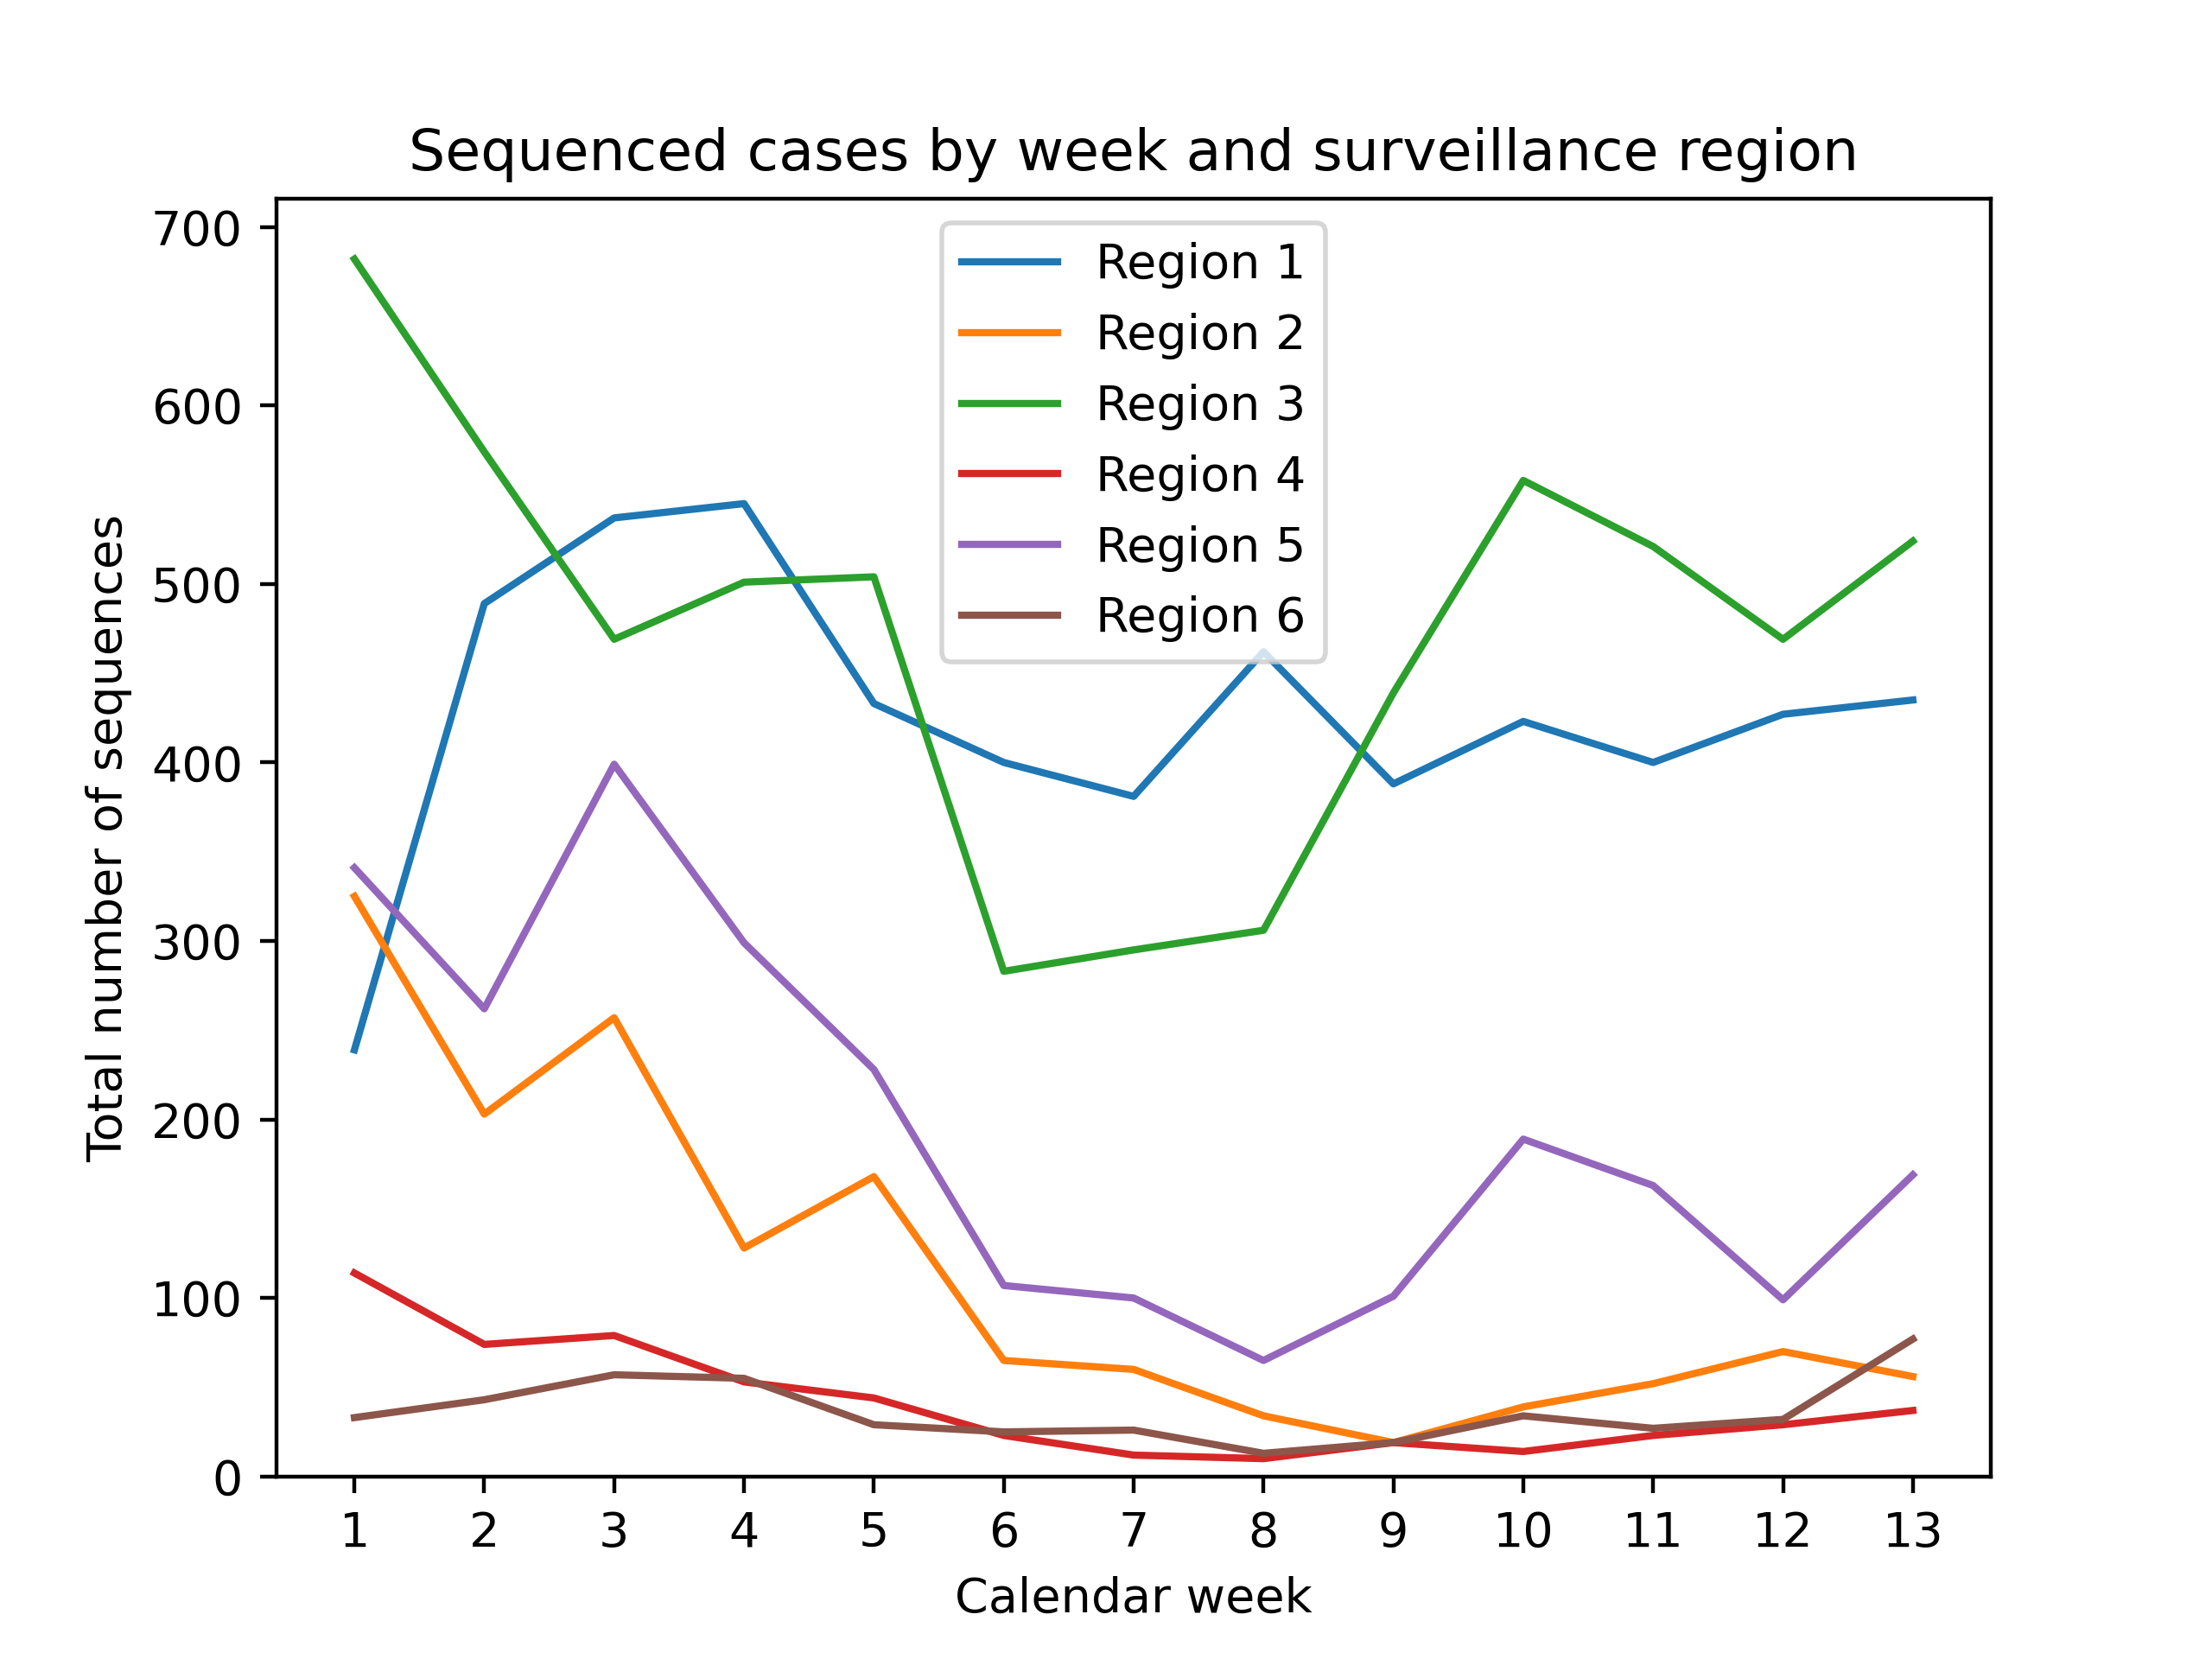 Sequenced cases by week and surveillance region
700
600
500
400
300
200
100
0
Total number of sequences
Region 1
Region 2
Region 3
Region 4
Region 5
Region 6
1 2 3 4 5 6 7 8 9 10 11 12 13
Calendar week